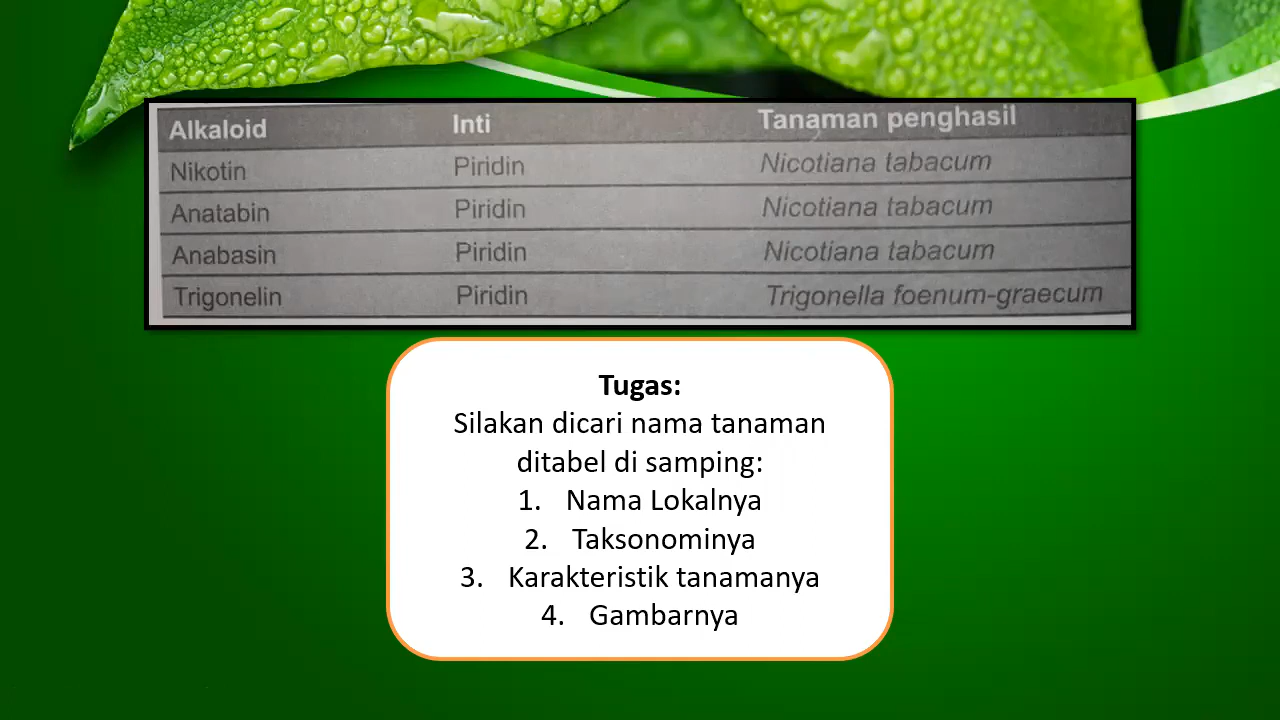 Alkaloid Inti Tanaman penghasil
Nikotin Piridin Nicotiana tabacum
Anatabin Piridin Nicotiana tabacum
Anabasin Piridin Nicotiana tabacum
Trigonelin Piridin Trigonella foenum-graecum
Tugas:
Silakan dicari nama tanaman
ditabel di samping:
1. Nama Lokalnya
2. Taksonominya
3. Karakteristik tanamanya
4. Gambarnya